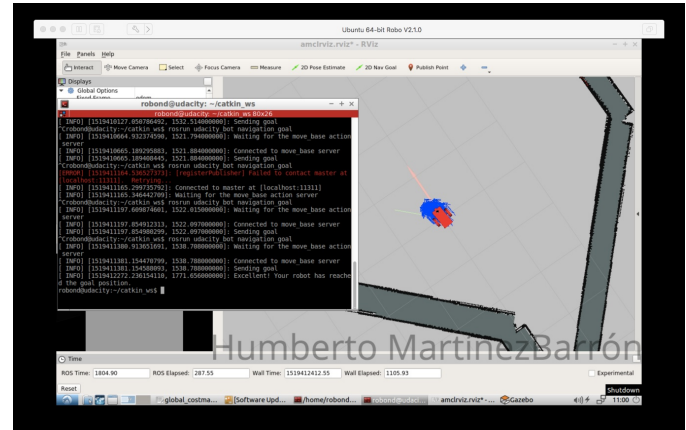 Ubuntu 64-bit Robo V2.1.0
amclrviz.rviz* - RViz
File Panels Help
Interact Move Camera Select Focus Camera Measure 2D Pose Estimate 2D Nav Goal Publish Point
Displays
Global Options
Fixed Frame odom
robond@udacity: ~/catkin_ws
robond@udacity: ~/catkin_ws 80x26
[ INFO] [1519410127.050786492, 1532.514000000]: Sending goal
^Crobond@udacity:~/catkin_ws$ rosrun udacity_bot navigation_goal
[ INFO] [1519410664.932374590, 1521.794000000]: Waiting for the move_base action
server
[ INFO] [1519410665.189295883, 1521.884000000]: Connected to move_base server
[ INFO] [1519410665.189408445, 1521.884000000]: Sending goal
^Crobond@udacity:~/catkin_ws$ rosrun udacity_bot navigation_goal
[ERROR] [1519411164.530527373]: [registerPublisher] Failed to contact master at
[localhost:11311]. Retrying...
[ INFO] [1519411165.299735792]: Connected to master at [localhost:11311]
[ INFO] [1519411165.346442709]: Waiting for the move_base action server
^Crobond@udacity:~/catkin_ws$ rosrun udacity_bot navigation_goal
[ INFO] [1519411197.609874601, 1522.015000000]: Waiting for the move_base action
server
[ INFO] [1519411197.854912313, 1522.097000000]: Connected to move_base server
[ INFO] [1519411197.854980299, 1522.097000000]: Sending goal
^Crobond@udacity:~/catkin_ws$ rosrun udacity_bot navigation_goal
[ INFO] [1519411380.913651691, 1538.708000000]: Waiting for the move_base action
server
[ INFO] [1519411381.154470799, 1538.788000000]: Connected to move_base server
[ INFO] [1519411381.154588093, 1538.788000000]: Sending goal
[ INFO] [1519412272.236154110, 1771.656000000]: Excellent! Your robot has reache
d the goal position.
robond@udacity:~/catkin_ws$
Humberto MartínezBarrón
Time
ROS Time: 1804.90 ROS Elapsed: 287.55 Wall Time: 1519412412.55 Wall Elapsed: 1105.93 Experimental
Reset
Shutdown
global_costma... [Software Upd... /home/robond... robond@udaci... amclrviz.rviz* -... Gazebo 11:00